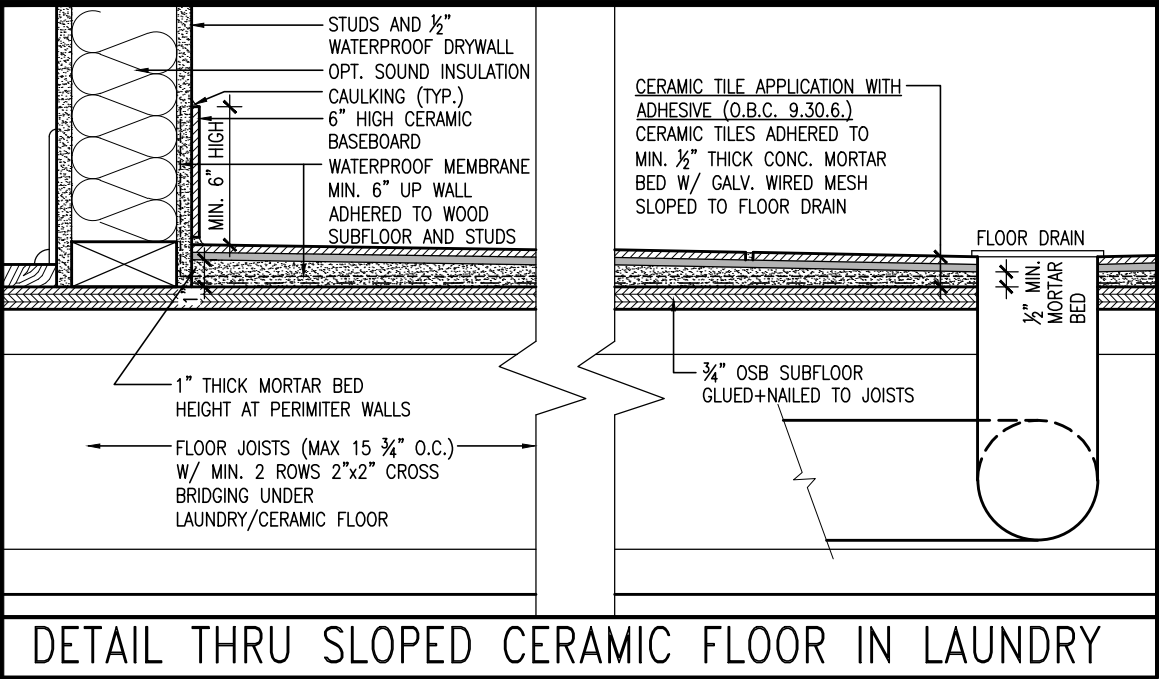 STUDS AND ½"
WATERPROOF DRYWALL
OPT. SOUND INSULATION
CAULKING (TYP.)
6" HIGH CERAMIC
BASEBOARD
WATERPROOF MEMBRANE
MIN. 6" UP WALL
ADHERED TO WOOD
SUBFLOOR AND STUDS
MIN. 6" HIGH
1"
CERAMIC TILE APPLICATION WITH
ADHESIVE (O.B.C. 9.30.6.)
CERAMIC TILES ADHERED TO
MIN. ½" THICK CONC. MORTAR
BED W/ GALV. WIRED MESH
SLOPED TO FLOOR DRAIN
FLOOR DRAIN
½" MIN.
MORTAR
BED
1" THICK MORTAR BED
HEIGHT AT PERIMITER WALLS
¾" OSB SUBFLOOR
GLUED+NAILED TO JOISTS
FLOOR JOISTS (MAX 15 ¾" O.C.)
W/ MIN. 2 ROWS 2"x2" CROSS
BRIDGING UNDER
LAUNDRY/CERAMIC FLOOR
DETAIL THRU SLOPED CERAMIC FLOOR IN LAUNDRY